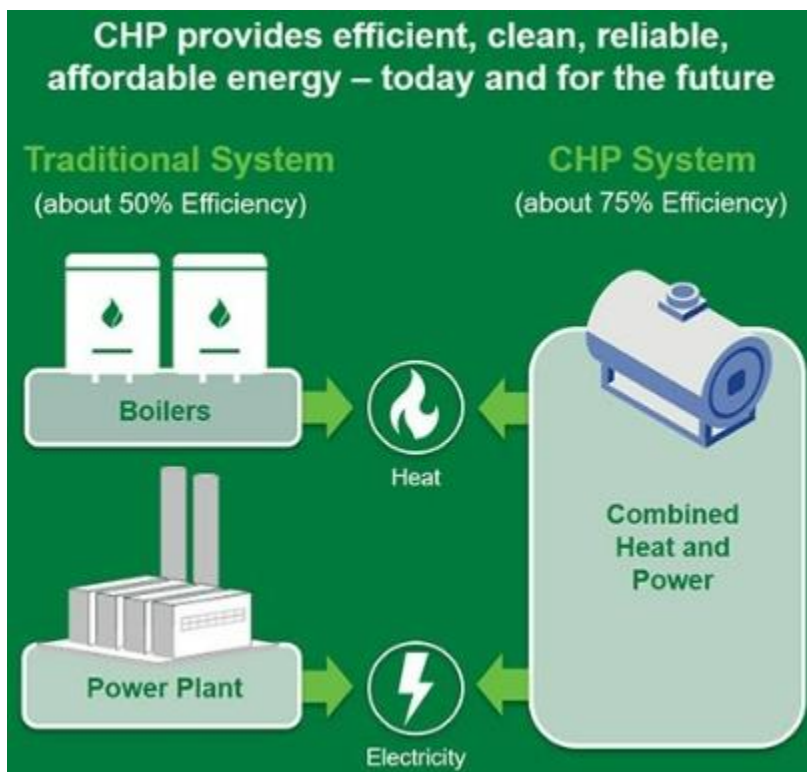 CHP provides efficient, clean, reliable,
affordable energy – today and for the future
Traditional System
(about 50% Efficiency)
CHP System
(about 75% Efficiency)
Boilers
Heat
Combined
Heat and
Power
Power Plant
Electricity